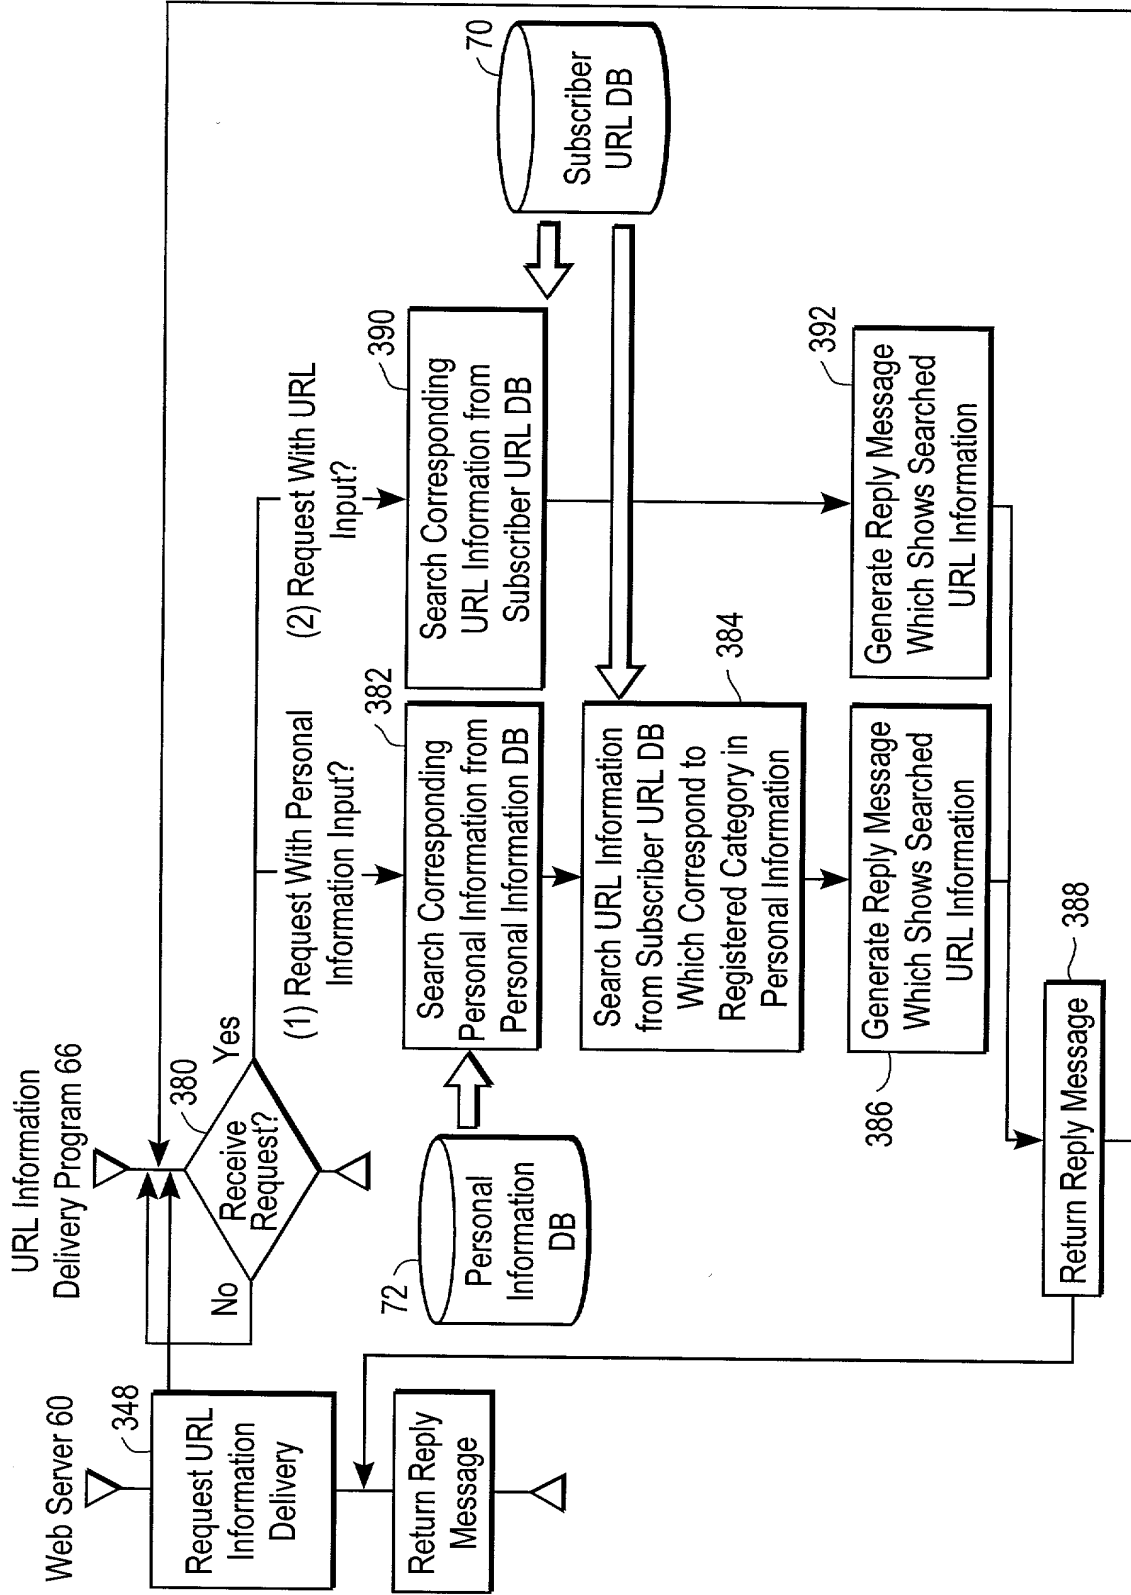 Web Server 60
348
Request URL
Information
Delivery
Return Reply
Message
URL Information
Delivery Program 66
380
Receive
Request?
Yes
No
(1) Request With Personal
Information Input?
(2) Request With URL
Input?
72
Personal
Information
DB
382
Search Corresponding
Personal Information from
Personal Information DB
390
Search Corresponding
URL Information from
Subscriber URL DB
70
Subscriber
URL DB
384
Search URL Information
from Subscriber URL DB
Which Correspond to
Registered Category in
Personal Information
386
Generate Reply Message
Which Shows Searched
URL Information
392
Generate Reply Message
Which Shows Searched
URL Information
388
Return Reply Message